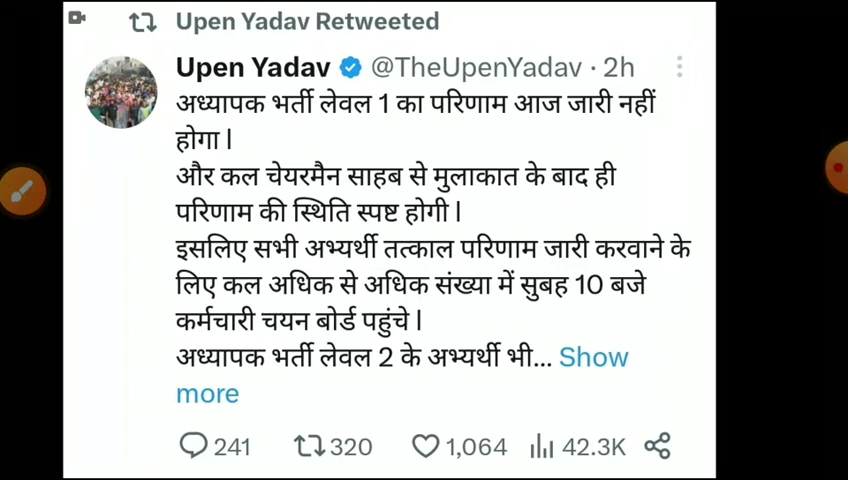 Upen Yadav Retweeted
Upen Yadav @TheUpenYadav · 2h
अध्यापक भर्ती लेवल 1 का परिणाम आज जारी नहीं
होगा l
और कल चेयरमैन साहब से मुलाकात के बाद ही
परिणाम की स्थिति स्पष्ट होगी l
इसलिए सभी अभ्यर्थी तत्काल परिणाम जारी करवाने के
लिए कल अधिक से अधिक संख्या में सुबह 10 बजे
कर्मचारी चयन बोर्ड पहुंचे l
अध्यापक भर्ती लेवल 2 के अभ्यर्थी भी... Show
more
241 320 1,064 42.3K